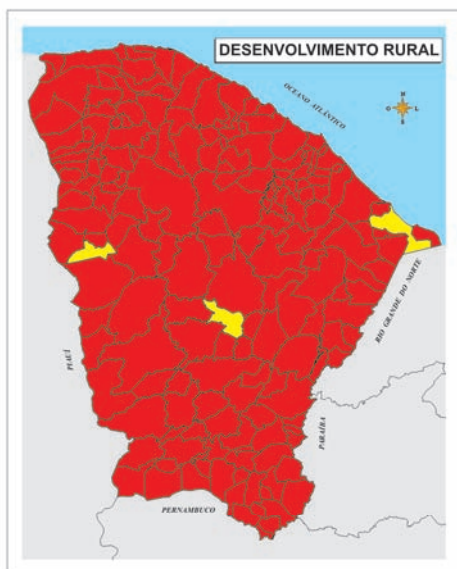 DESENVOLVIMENTO RURAL
OCEANO ATLÂNTICO
N
O L
S
RIO GRANDE DO NORTE
PIAUÍ
PARAÍBA
PERNAMBUCO